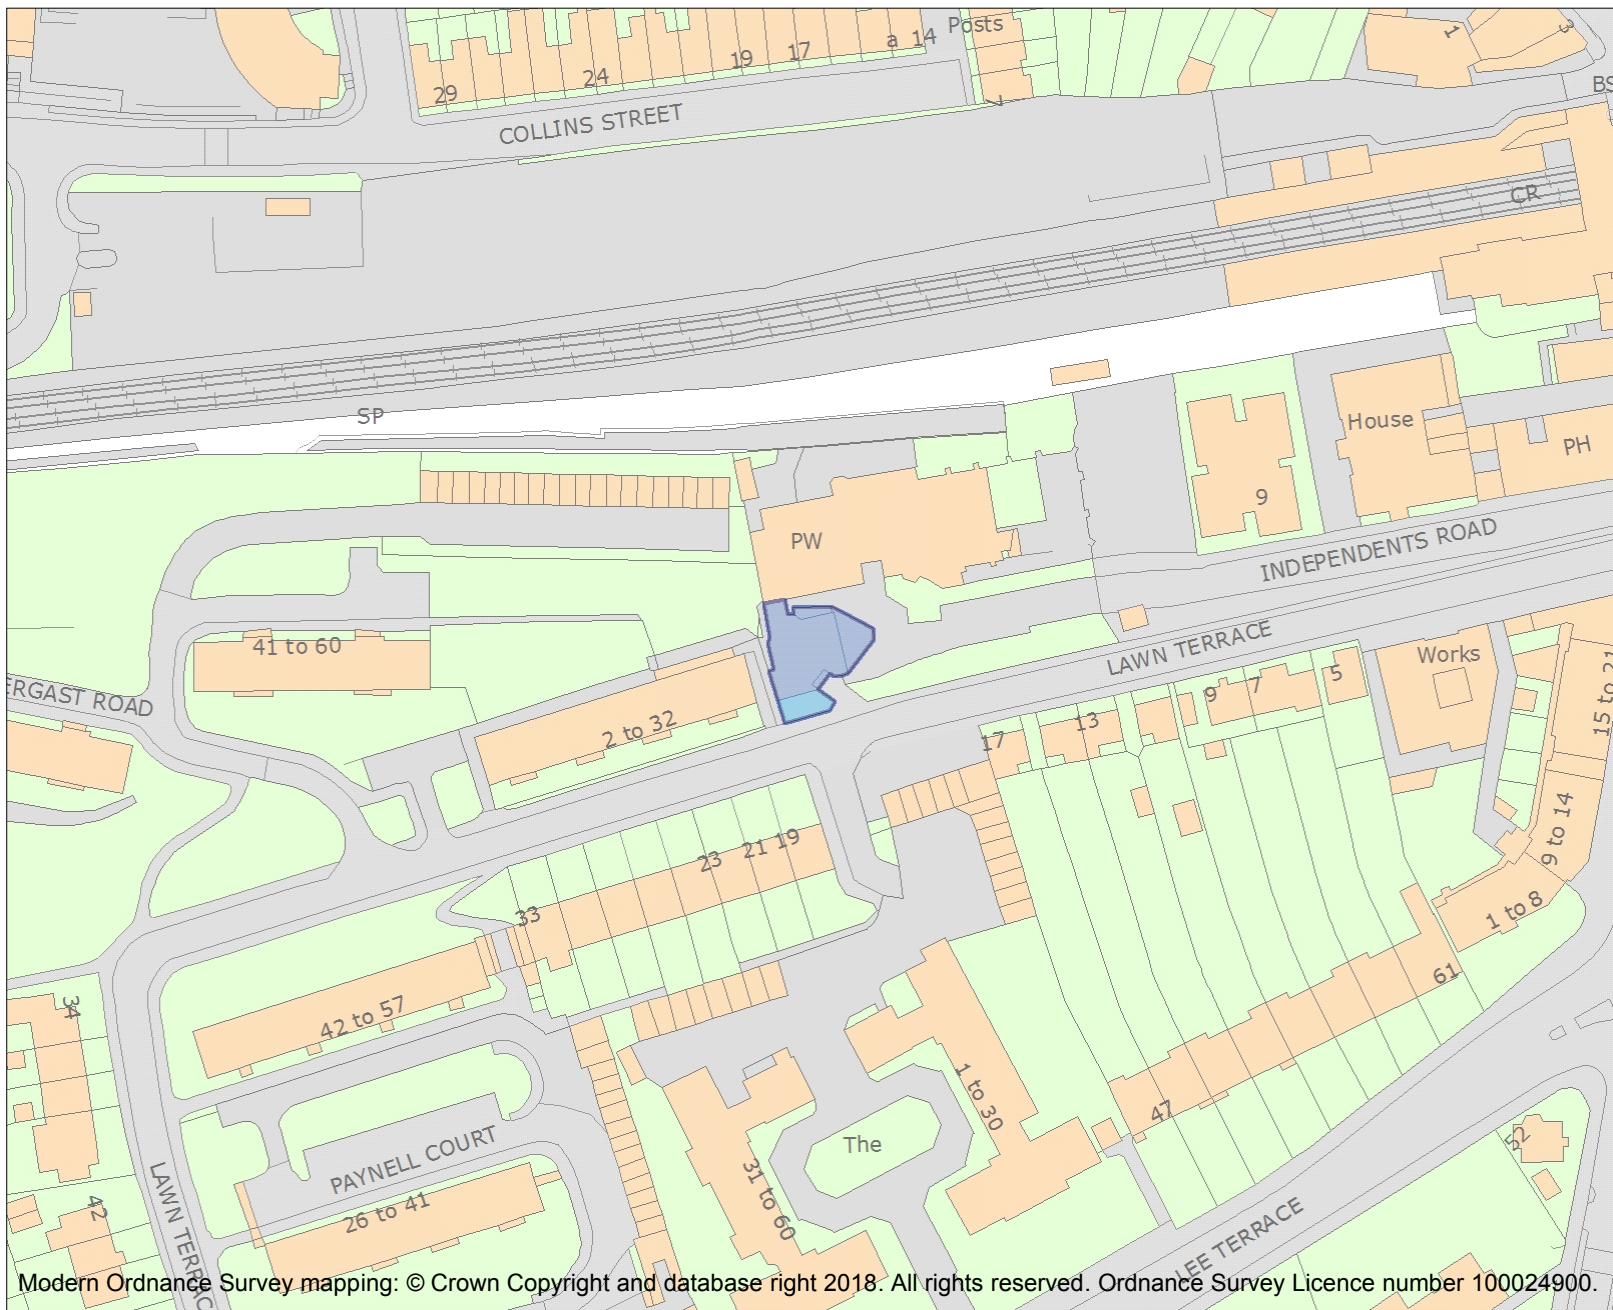 Posts
a 14
17
19
24
29
1
3
BS
7
COLLINS STREET
CR
SP
House
PH
9
PW
INDEPENDENTS ROAD
LAWN TERRACE
41 to 60
ERGAST ROAD
2 to 32
Works
5
7
9
13
17
15 to 21
23 21 19
33
9 to 14
1 to 8
61
34
42 to 57
1 to 30
47
The
52
PAYNELL COURT
26 to 41
31 to 60
42
LAWN TERRAC
LEE TERRACE
Modern Ordnance Survey mapping: © Crown Copyright and database right 2018. All rights reserved. Ordnance Survey Licence number 100024900.